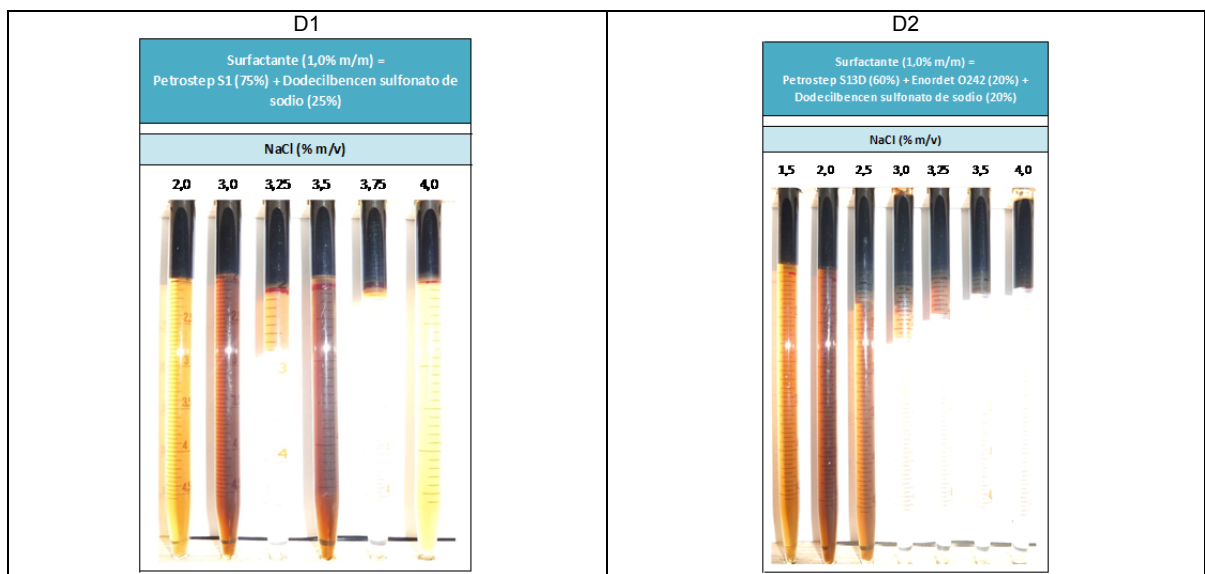 D1
Surfactante (1,0% m/m) =
Petrostep S1 (75%) + Dodecilbencen sulfonato de
sodio (25%)
NaCl (% m/v)
2,0 3,0 3,25 3,5 3,75 4,0
D2
Surfactante (1,0% m/m) =
Petrostep S13D (60%) + Enordet O242 (20%) +
Dodecilbencen sulfonato de sodio (20%)
NaCl (% m/v)
1,5 2,0 2,5 3,0 3,25 3,5 4,0
3
4